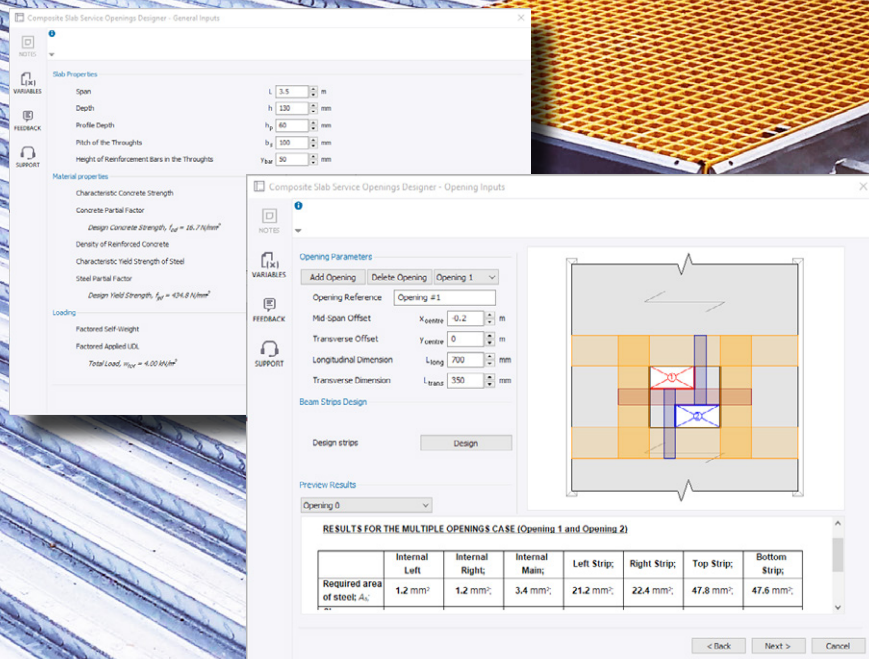 Composite Slab Service Openings Designer - General Inputs
NOTES
VARIABLES
FEEDBACK
SUPPORT
Slab Properties
Span L 3.5 m
Depth h 130 mm
Profile Depth hp 60 mm
Pitch of the Throughts bs 100 mm
Height of Reinforcement Bars in the Throughts ybar 50 mm
Material properties
Characteristic Concrete Strength
Concrete Partial Factor
Design Concrete Strength, fcd = 16.7 N/mm²
Density of Reinforced Concrete
Characteristic Yield Strength of Steel
Steel Partial Factor
Design Yield Strength, fyd = 434.8 N/mm²
Loading
Factored Self-Weight
Factored Applied UDL
Total Load, wtot = 4.00 kN/m²
Composite Slab Service Openings Designer - Opening Inputs
NOTES
VARIABLES
FEEDBACK
SUPPORT
Opening Parameters
Add Opening Delete Opening Opening 1
Opening Reference Opening #1
Mid-Span Offset xcentre -0.2 m
Transverse Offset ycentre 0 m
Longitudinal Dimension Llong 700 mm
Transverse Dimension Ltrans 350 mm
Beam Strips Design
Design strips Design
Preview Results
Opening 0
1
2
RESULTS FOR THE MULTIPLE OPENINGS CASE (Opening 1 and Opening 2)
Internal Left Internal Right; Internal Main; Left Strip; Right Strip; Top Strip; Bottom Strip;
Required area of steel; As; 1.2 mm² 1.2 mm²; 3.4 mm²; 21.2 mm²; 22.4 mm²; 47.8 mm²; 47.6 mm²;
< Back Next > Cancel